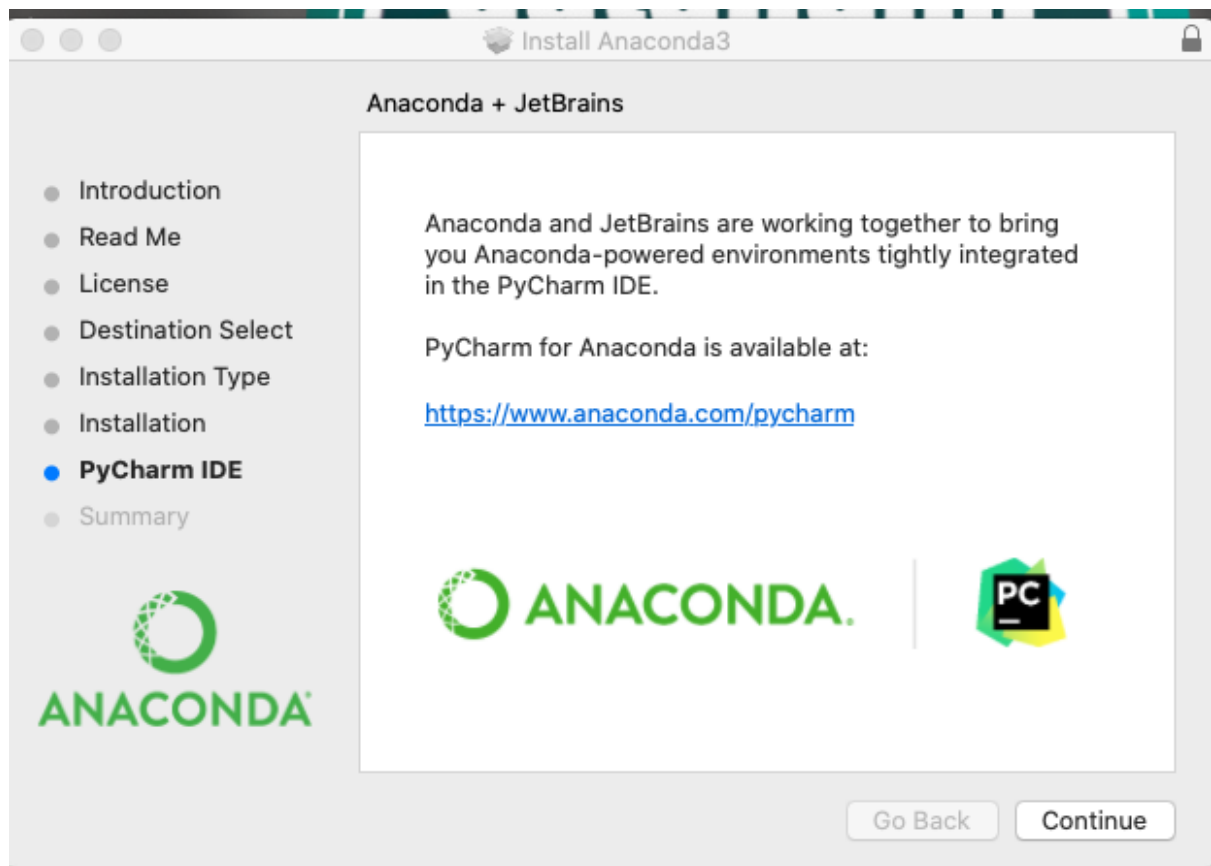 Install Anaconda3
Anaconda + JetBrains
Introduction
Read Me
License
Destination Select
Installation Type
Installation
PyCharm IDE
Summary
ANACONDA
Anaconda and JetBrains are working together to bring
you Anaconda-powered environments tightly integrated
in the PyCharm IDE.
PyCharm for Anaconda is available at:
https://www.anaconda.com/pycharm
ANACONDA.
PC
Go Back
Continue